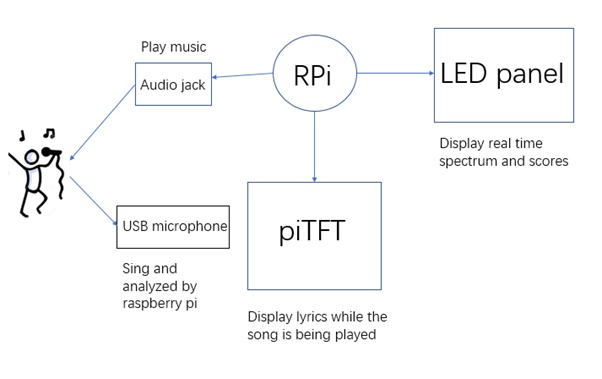 Play music
Audio jack
RPi
LED panel
Display real time
spectrum and scores
USB microphone
Sing and
analyzed by
raspberry pi
piTFT
Display lyrics while the
song is being played